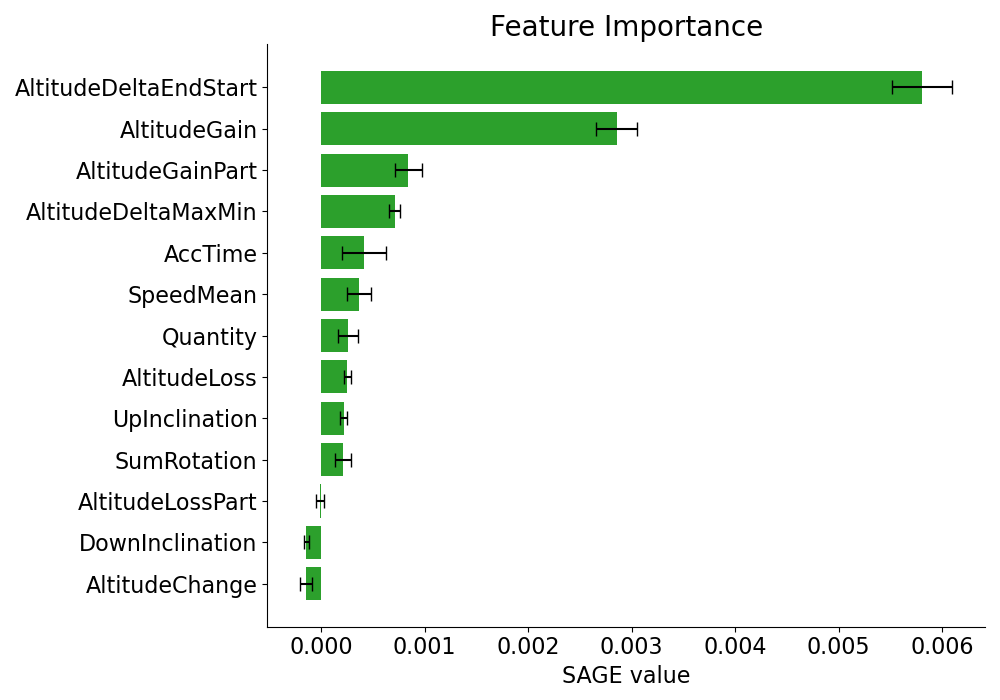 Feature Importance
AltitudeDeltaEndStart
AltitudeGain
AltitudeGainPart
AltitudeDeltaMaxMin
AccTime
SpeedMean
Quantity
AltitudeLoss
UpInclination
SumRotation
AltitudeLossPart
DownInclination
AltitudeChange
0.000 0.001 0.002 0.003 0.004 0.005 0.006
SAGE value